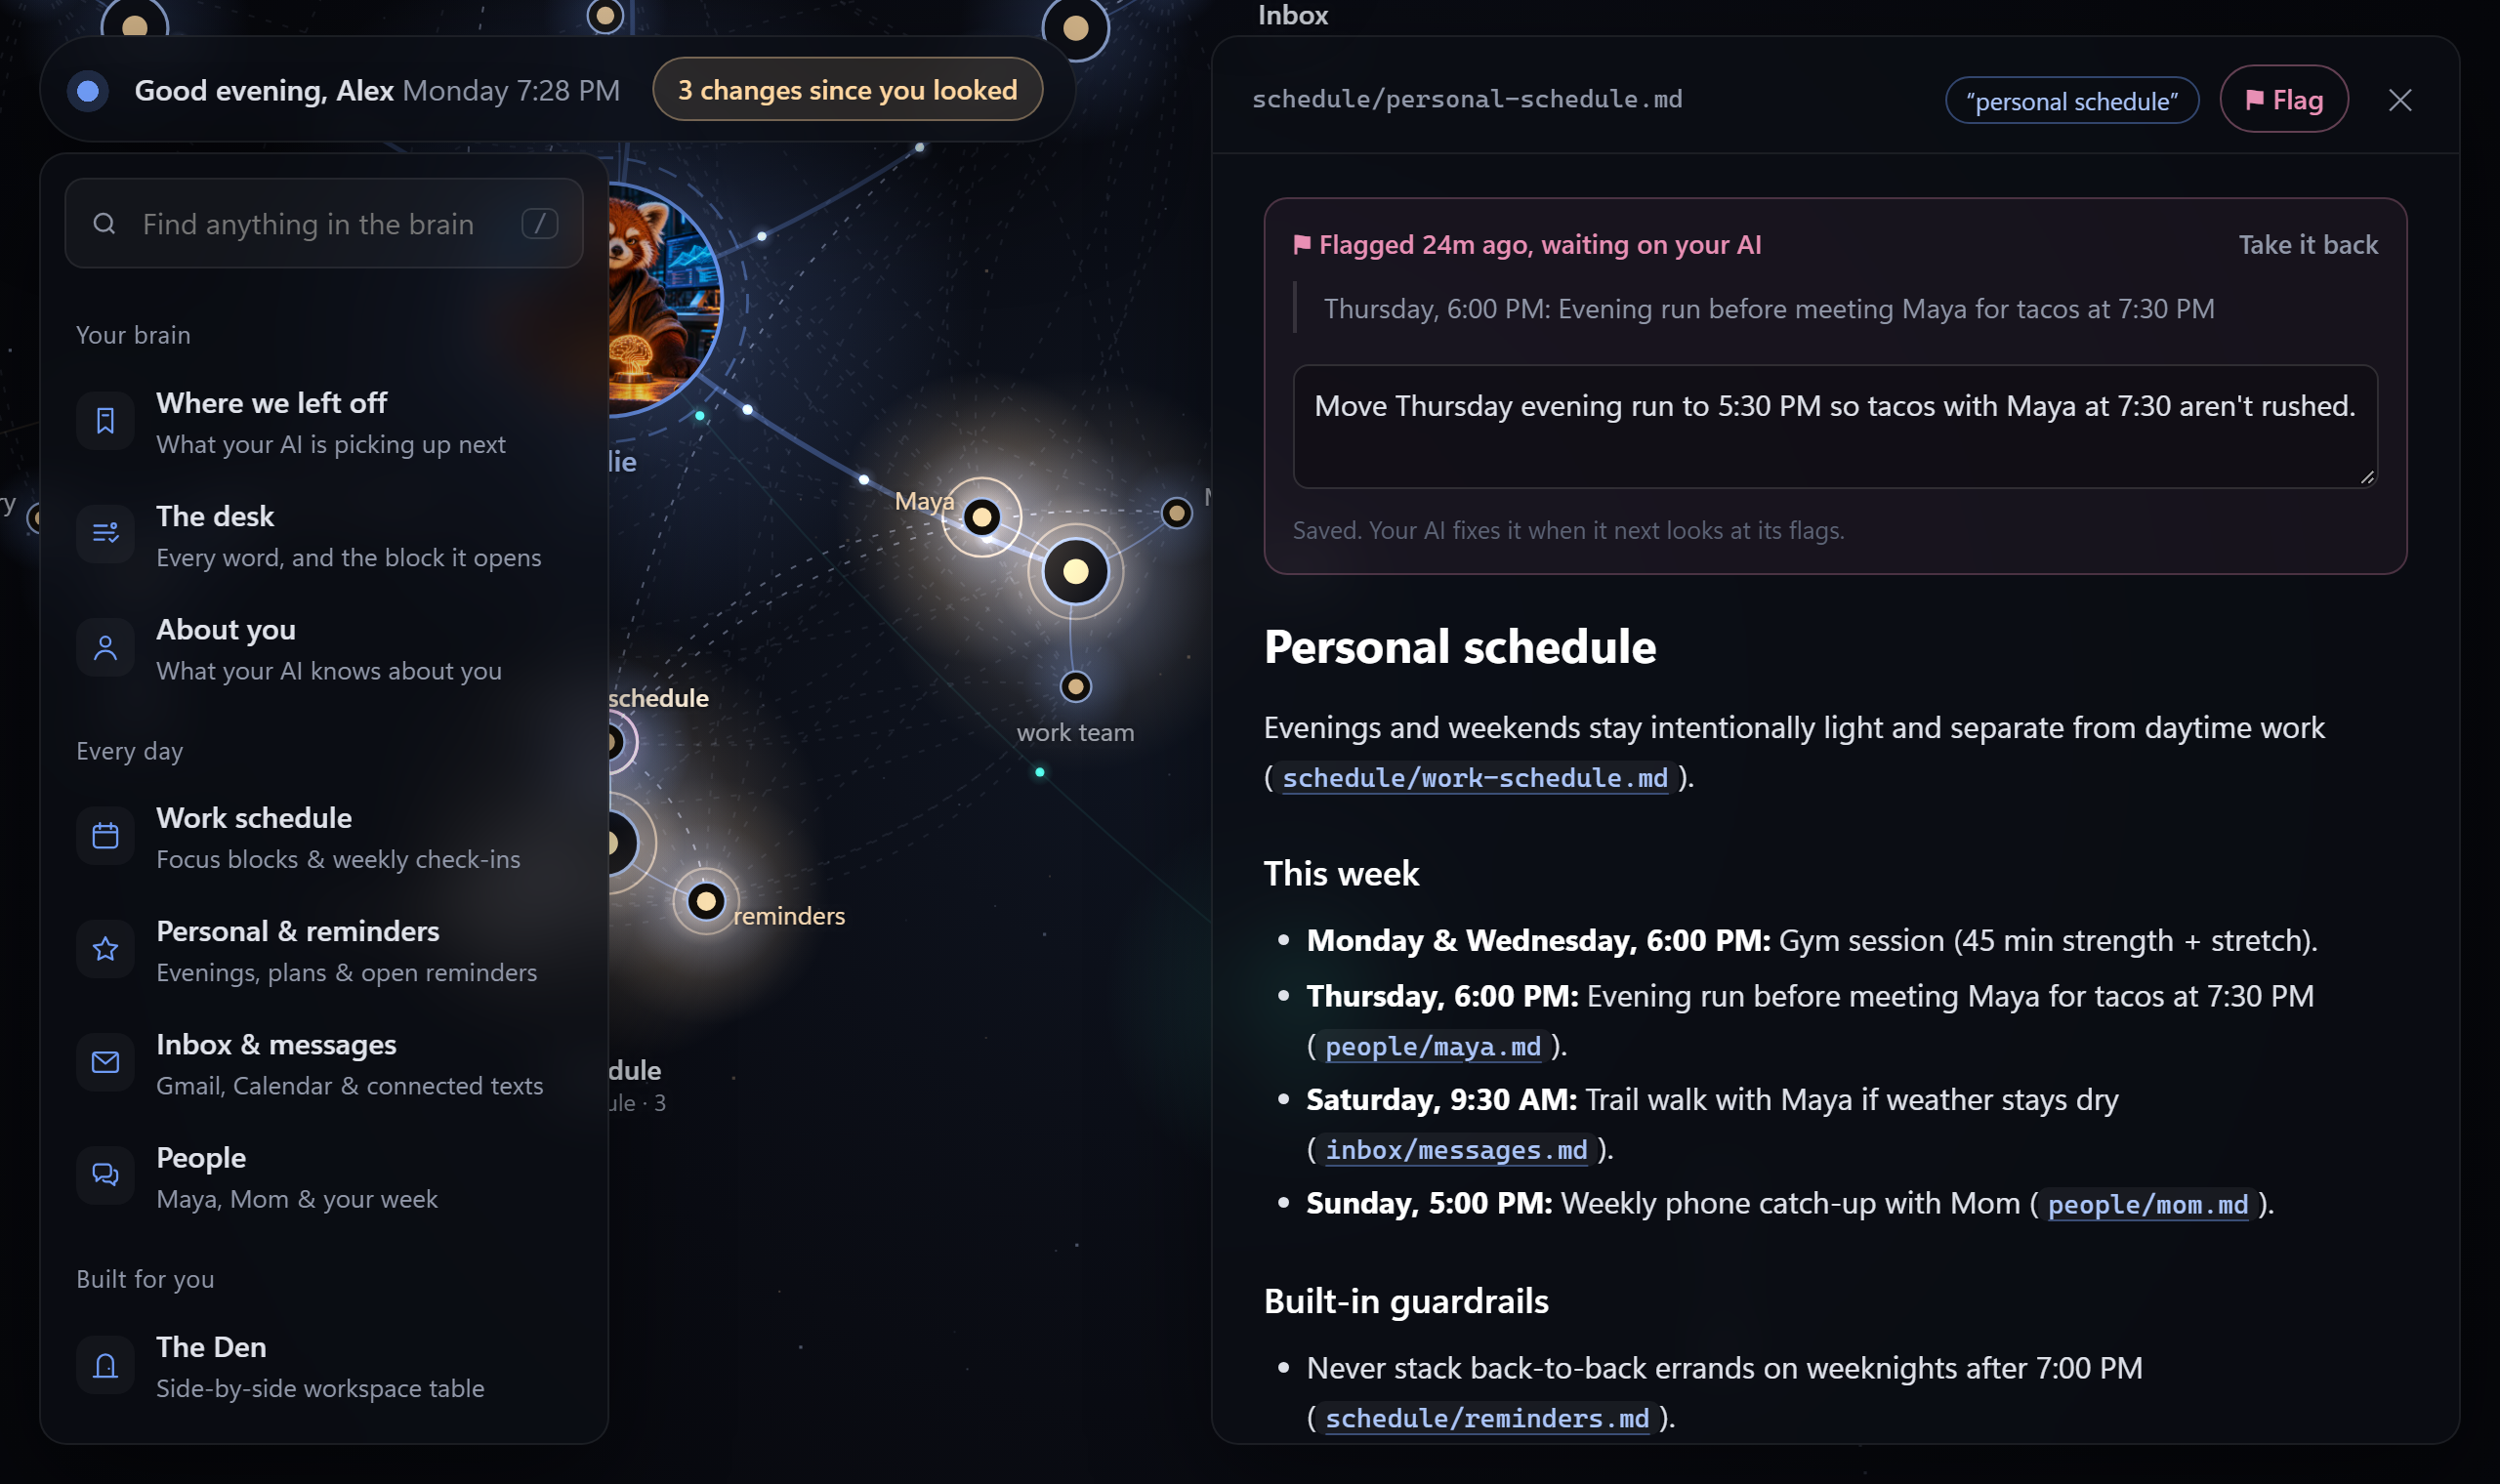 Inbox
Good evening, Alex Monday 7:28 PM
3 changes since you looked
Find anything in the brain /
Your brain
Where we left off
What your AI is picking up next
The desk
Every word, and the block it opens
About you
What your AI knows about you
Every day
Work schedule
Focus blocks & weekly check-ins
Personal & reminders
Evenings, plans & open reminders
Inbox & messages
Gmail, Calendar & connected texts
People
Maya, Mom & your week
Built for you
The Den
Side-by-side workspace table
Maya
work team
schedule
reminders
schedule/personal-schedule.md
“personal schedule”
Flag
Flagged 24m ago, waiting on your AI
Take it back
Thursday, 6:00 PM: Evening run before meeting Maya for tacos at 7:30 PM
Move Thursday evening run to 5:30 PM so tacos with Maya at 7:30 aren't rushed.
Saved. Your AI fixes it when it next looks at its flags.
Personal schedule
Evenings and weekends stay intentionally light and separate from daytime work
(schedule/work-schedule.md).
This week
• Monday & Wednesday, 6:00 PM: Gym session (45 min strength + stretch).
• Thursday, 6:00 PM: Evening run before meeting Maya for tacos at 7:30 PM
(people/maya.md).
• Saturday, 9:30 AM: Trail walk with Maya if weather stays dry
(inbox/messages.md).
• Sunday, 5:00 PM: Weekly phone catch-up with Mom (people/mom.md).
Built-in guardrails
• Never stack back-to-back errands on weeknights after 7:00 PM
(schedule/reminders.md).